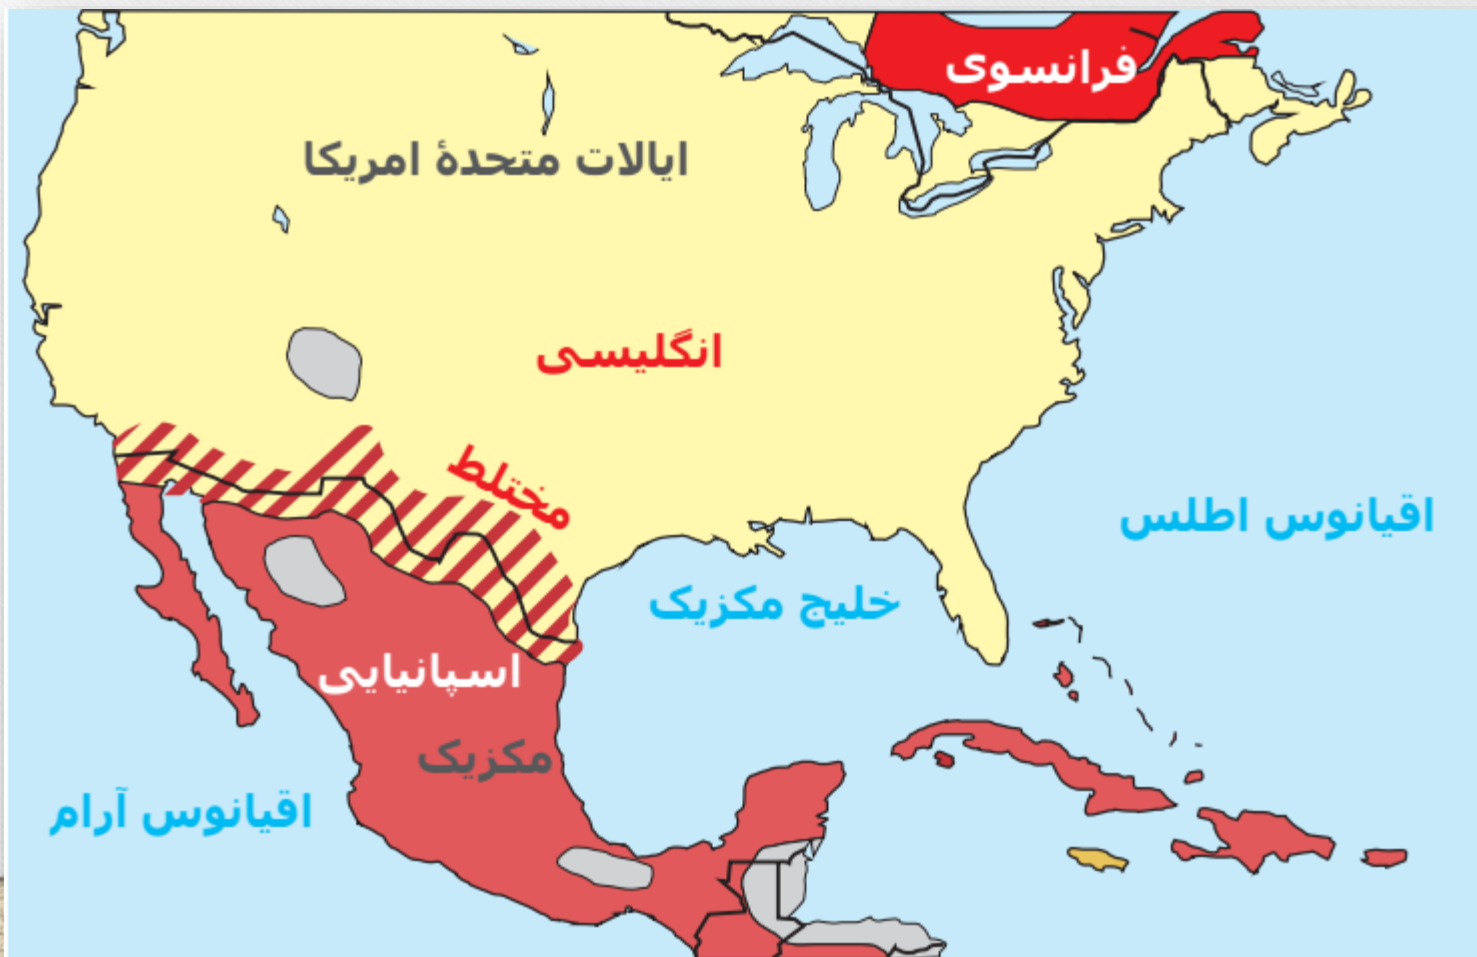 فرانسوی
ایالات متحدهٔ امریکا
انگلیسی
مختلط
اقیانوس اطلس
خلیج مکزیک
اسپانیایی
مکزیک
اقیانوس آرام